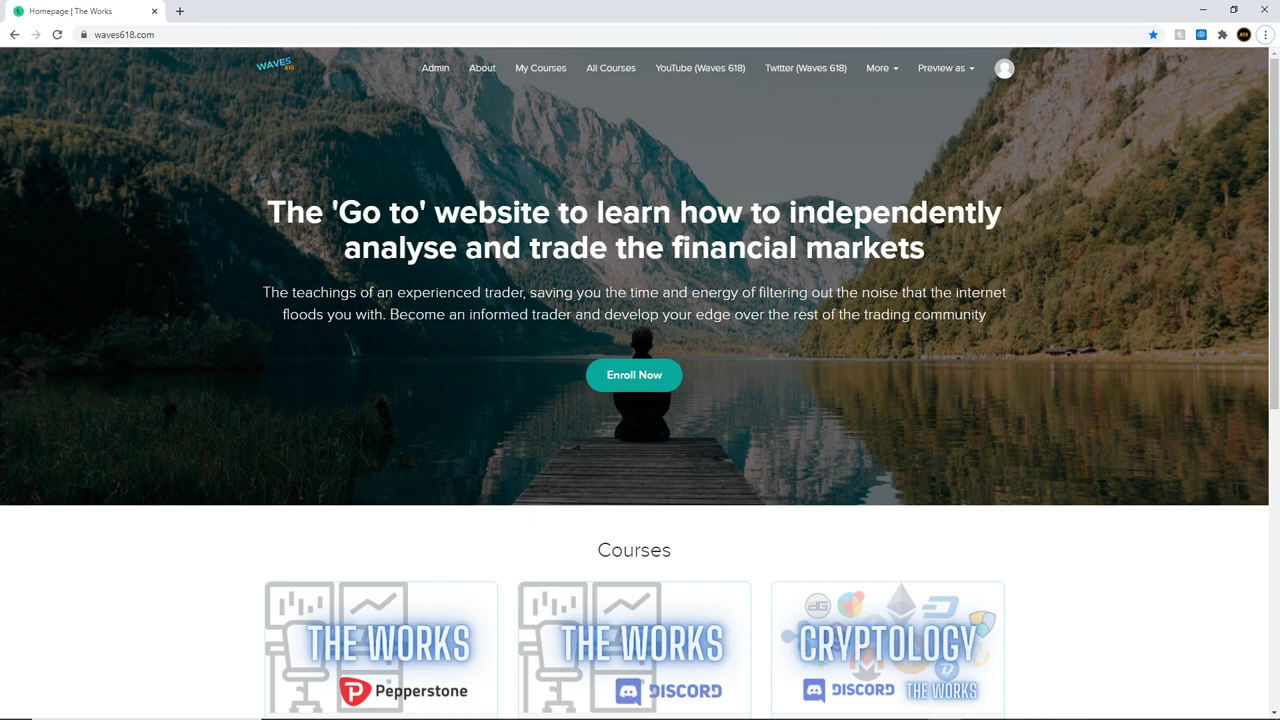 Homepage | The Works
waves618.com
WAVES 618
Admin About My Courses All Courses YouTube (Waves 618) Twitter (Waves 618) More Preview as
The 'Go to' website to learn how to independently
analyse and trade the financial markets
The teachings of an experienced trader, saving you the time and energy of filtering out the noise that the internet
floods you with. Become an informed trader and develop your edge over the rest of the trading community
Enroll Now
Courses
THE WORKS
Pepperstone
THE WORKS
DISCORD
CRYPTOLOGY
DISCORD THE WORKS